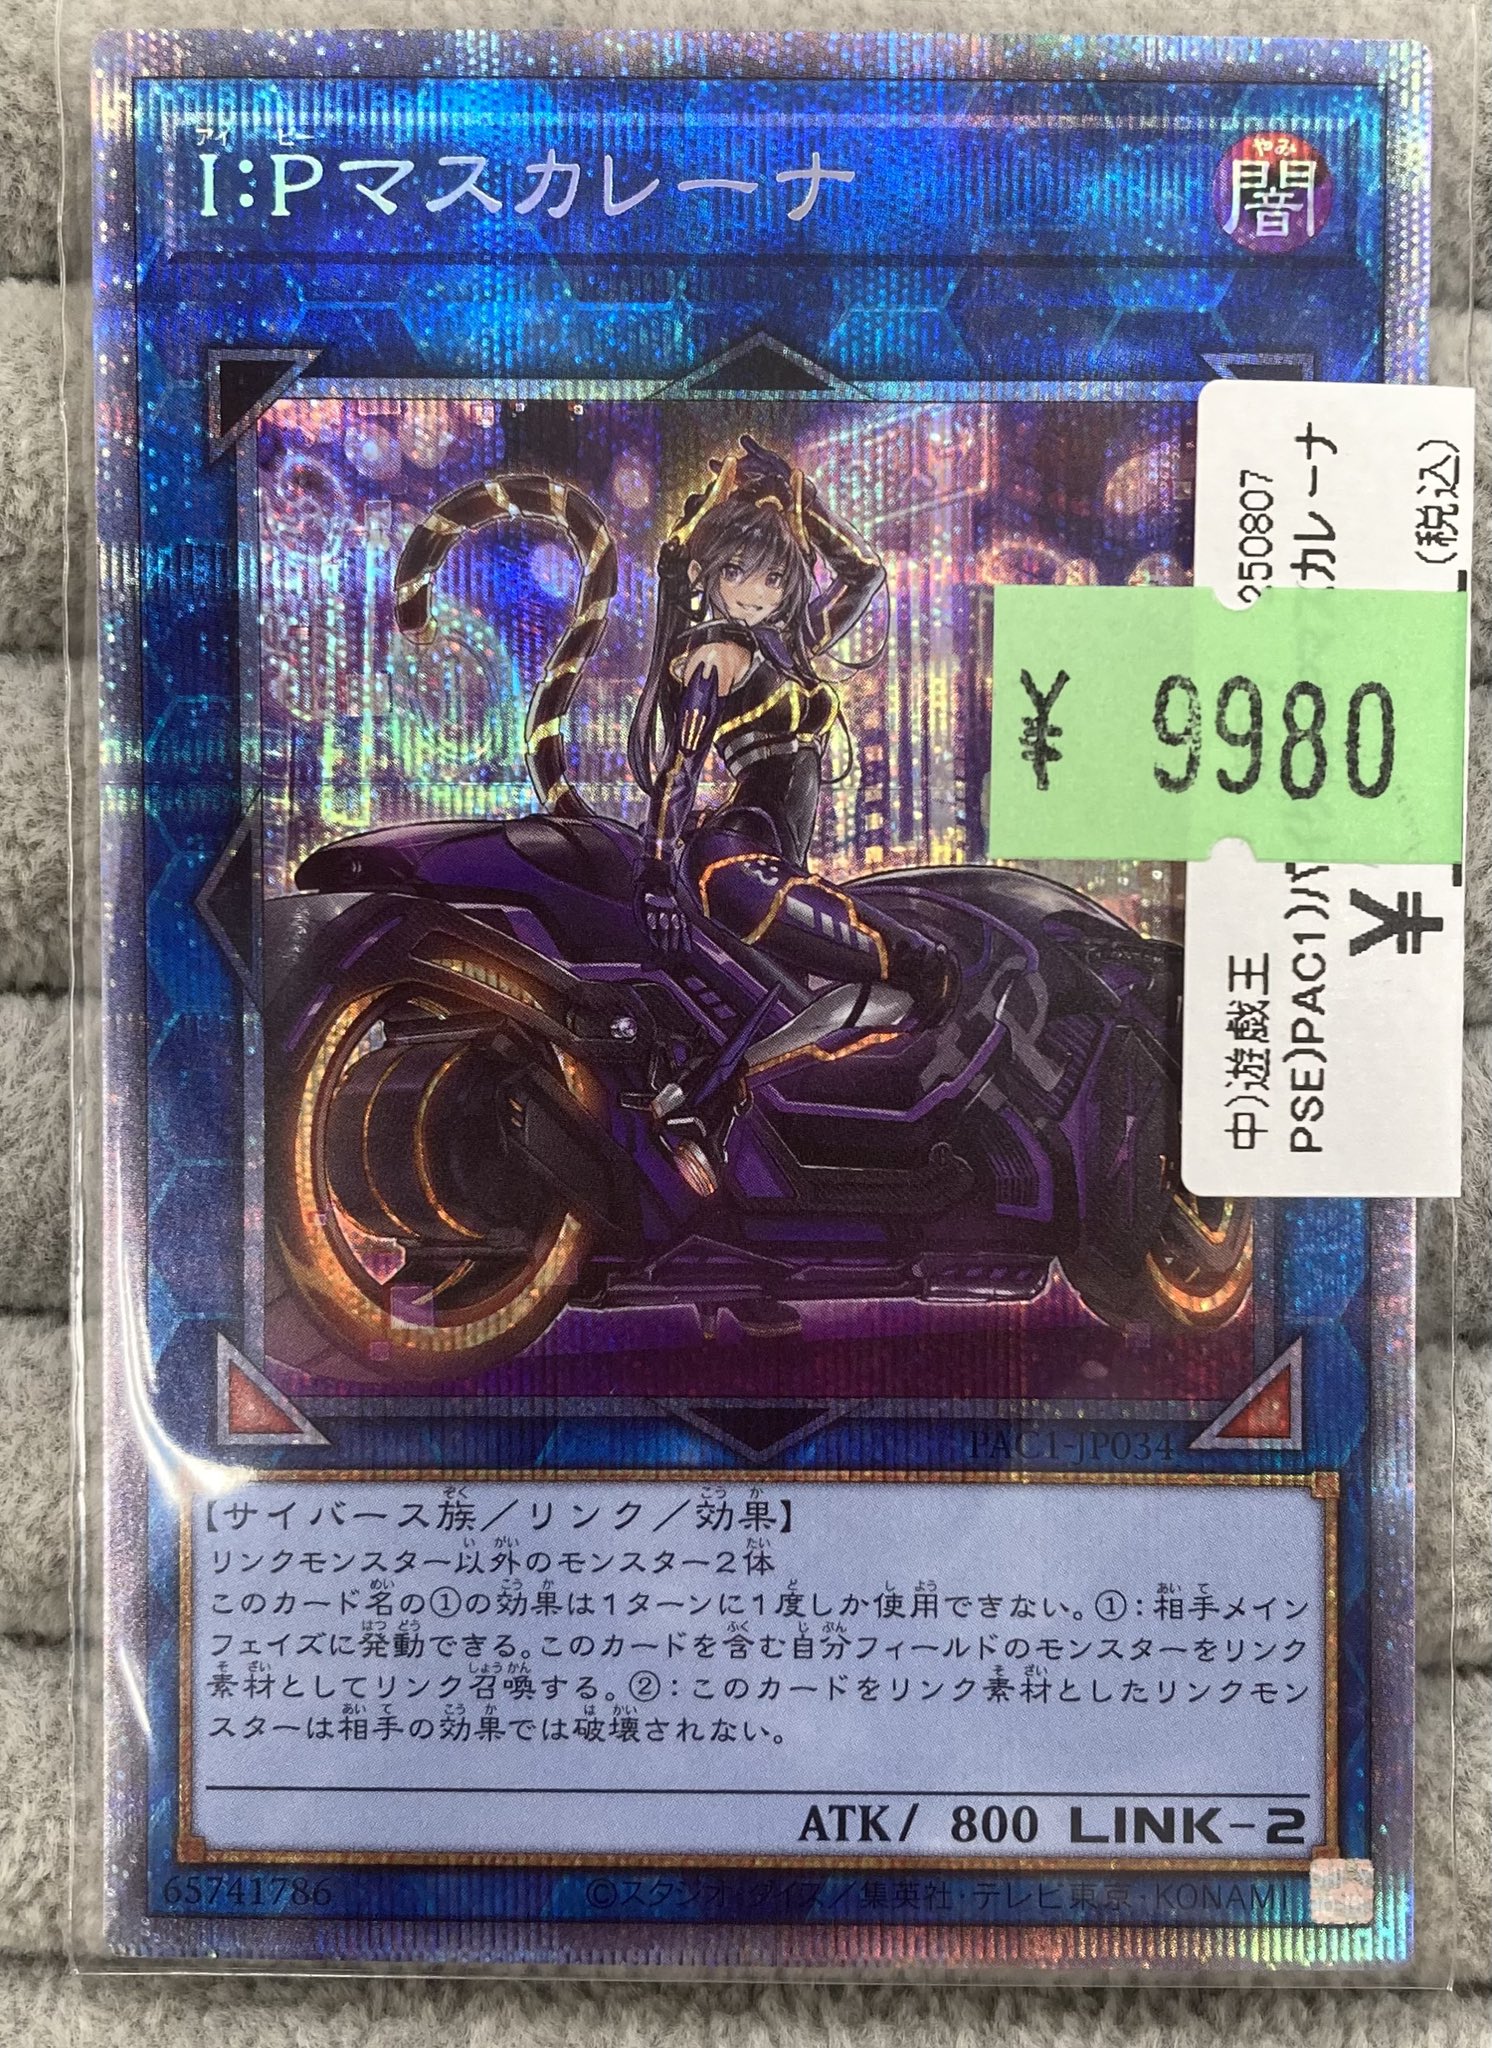 アイ ピー
I:Pマスカレーナ
やみ
闇
250807
カレーナ
(税込)
¥ 9980
中)遊戯王
PSE)PAC1)
¥
PAC1-JP034
【サイバース族／リンク／効果】
リンクモンスター以外のモンスター2体
このカード名の①の効果は1ターンに1度しか使用できない。①：相手メイン
フェイズに発動できる。このカードを含む自分フィールドのモンスターをリンク
素材としてリンク召喚する。②：このカードをリンク素材としたリンクモン
スターは相手の効果では破壊されない。
ATK/ 800 LINK-2
65741786
©スタジオ・ダイス／集英社・テレビ東京・KONAMI